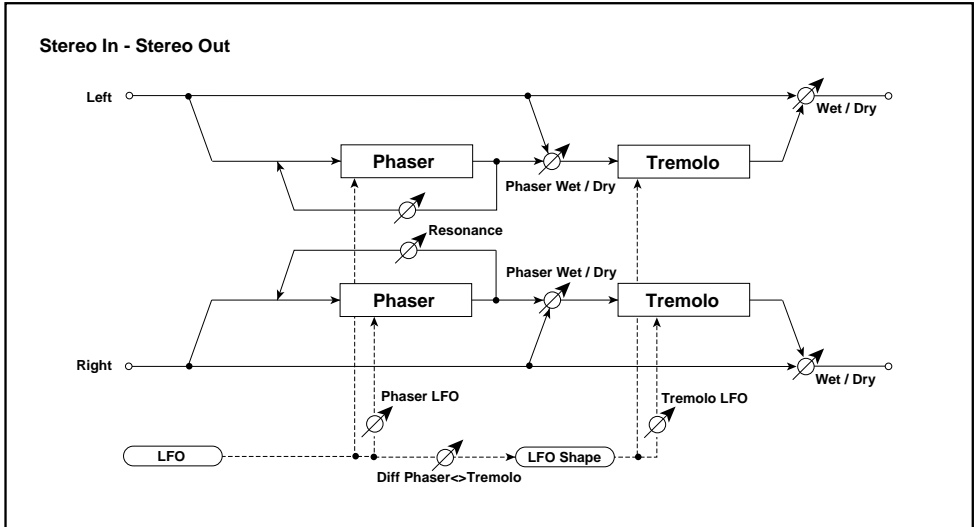 Stereo In - Stereo Out
Left
Wet / Dry
Phaser
Tremolo
Phaser Wet / Dry
Resonance
Phaser Wet / Dry
Phaser
Tremolo
Right
Wet / Dry
Phaser LFO
Tremolo LFO
LFO
LFO Shape
Diff Phaser<>Tremolo